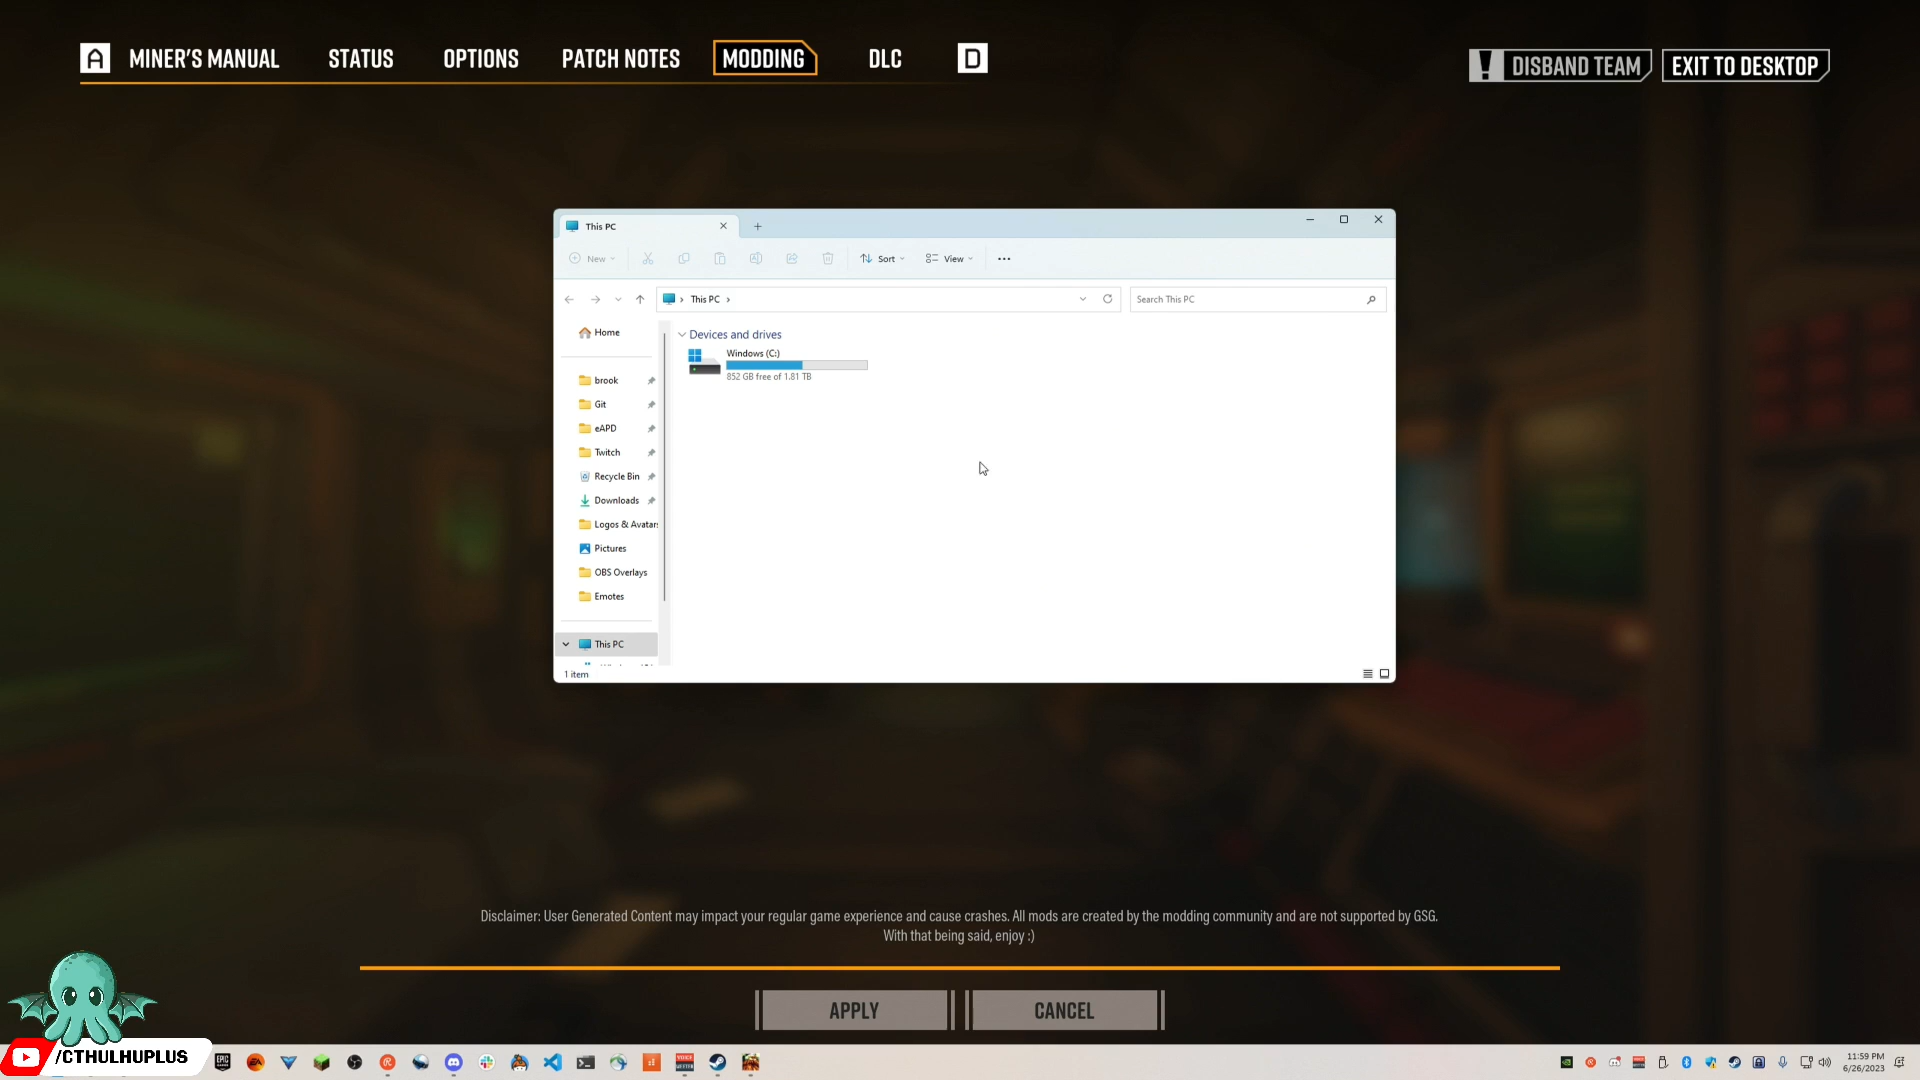 A MINER'S MANUAL STATUS OPTIONS PATCH NOTES MODDING DLC D
! DISBAND TEAM EXIT TO DESKTOP
This PC
New Sort View
This PC
Search This PC
Home
Devices and drives
Windows (C:)
852 GB free of 1.81 TB
brook
Git
eAPD
Twitch
Recycle Bin
Downloads
Logos & Avatar
Pictures
OBS Overlays
Emotes
This PC
1 item
Disclaimer: User Generated Content may impact your regular game experience and cause crashes. All mods are created by the modding community and are not supported by GSG.
With that being said, enjoy :)
APPLY CANCEL
/CTHULHUPLUS
EPIC
11:59 PM
6/26/2023